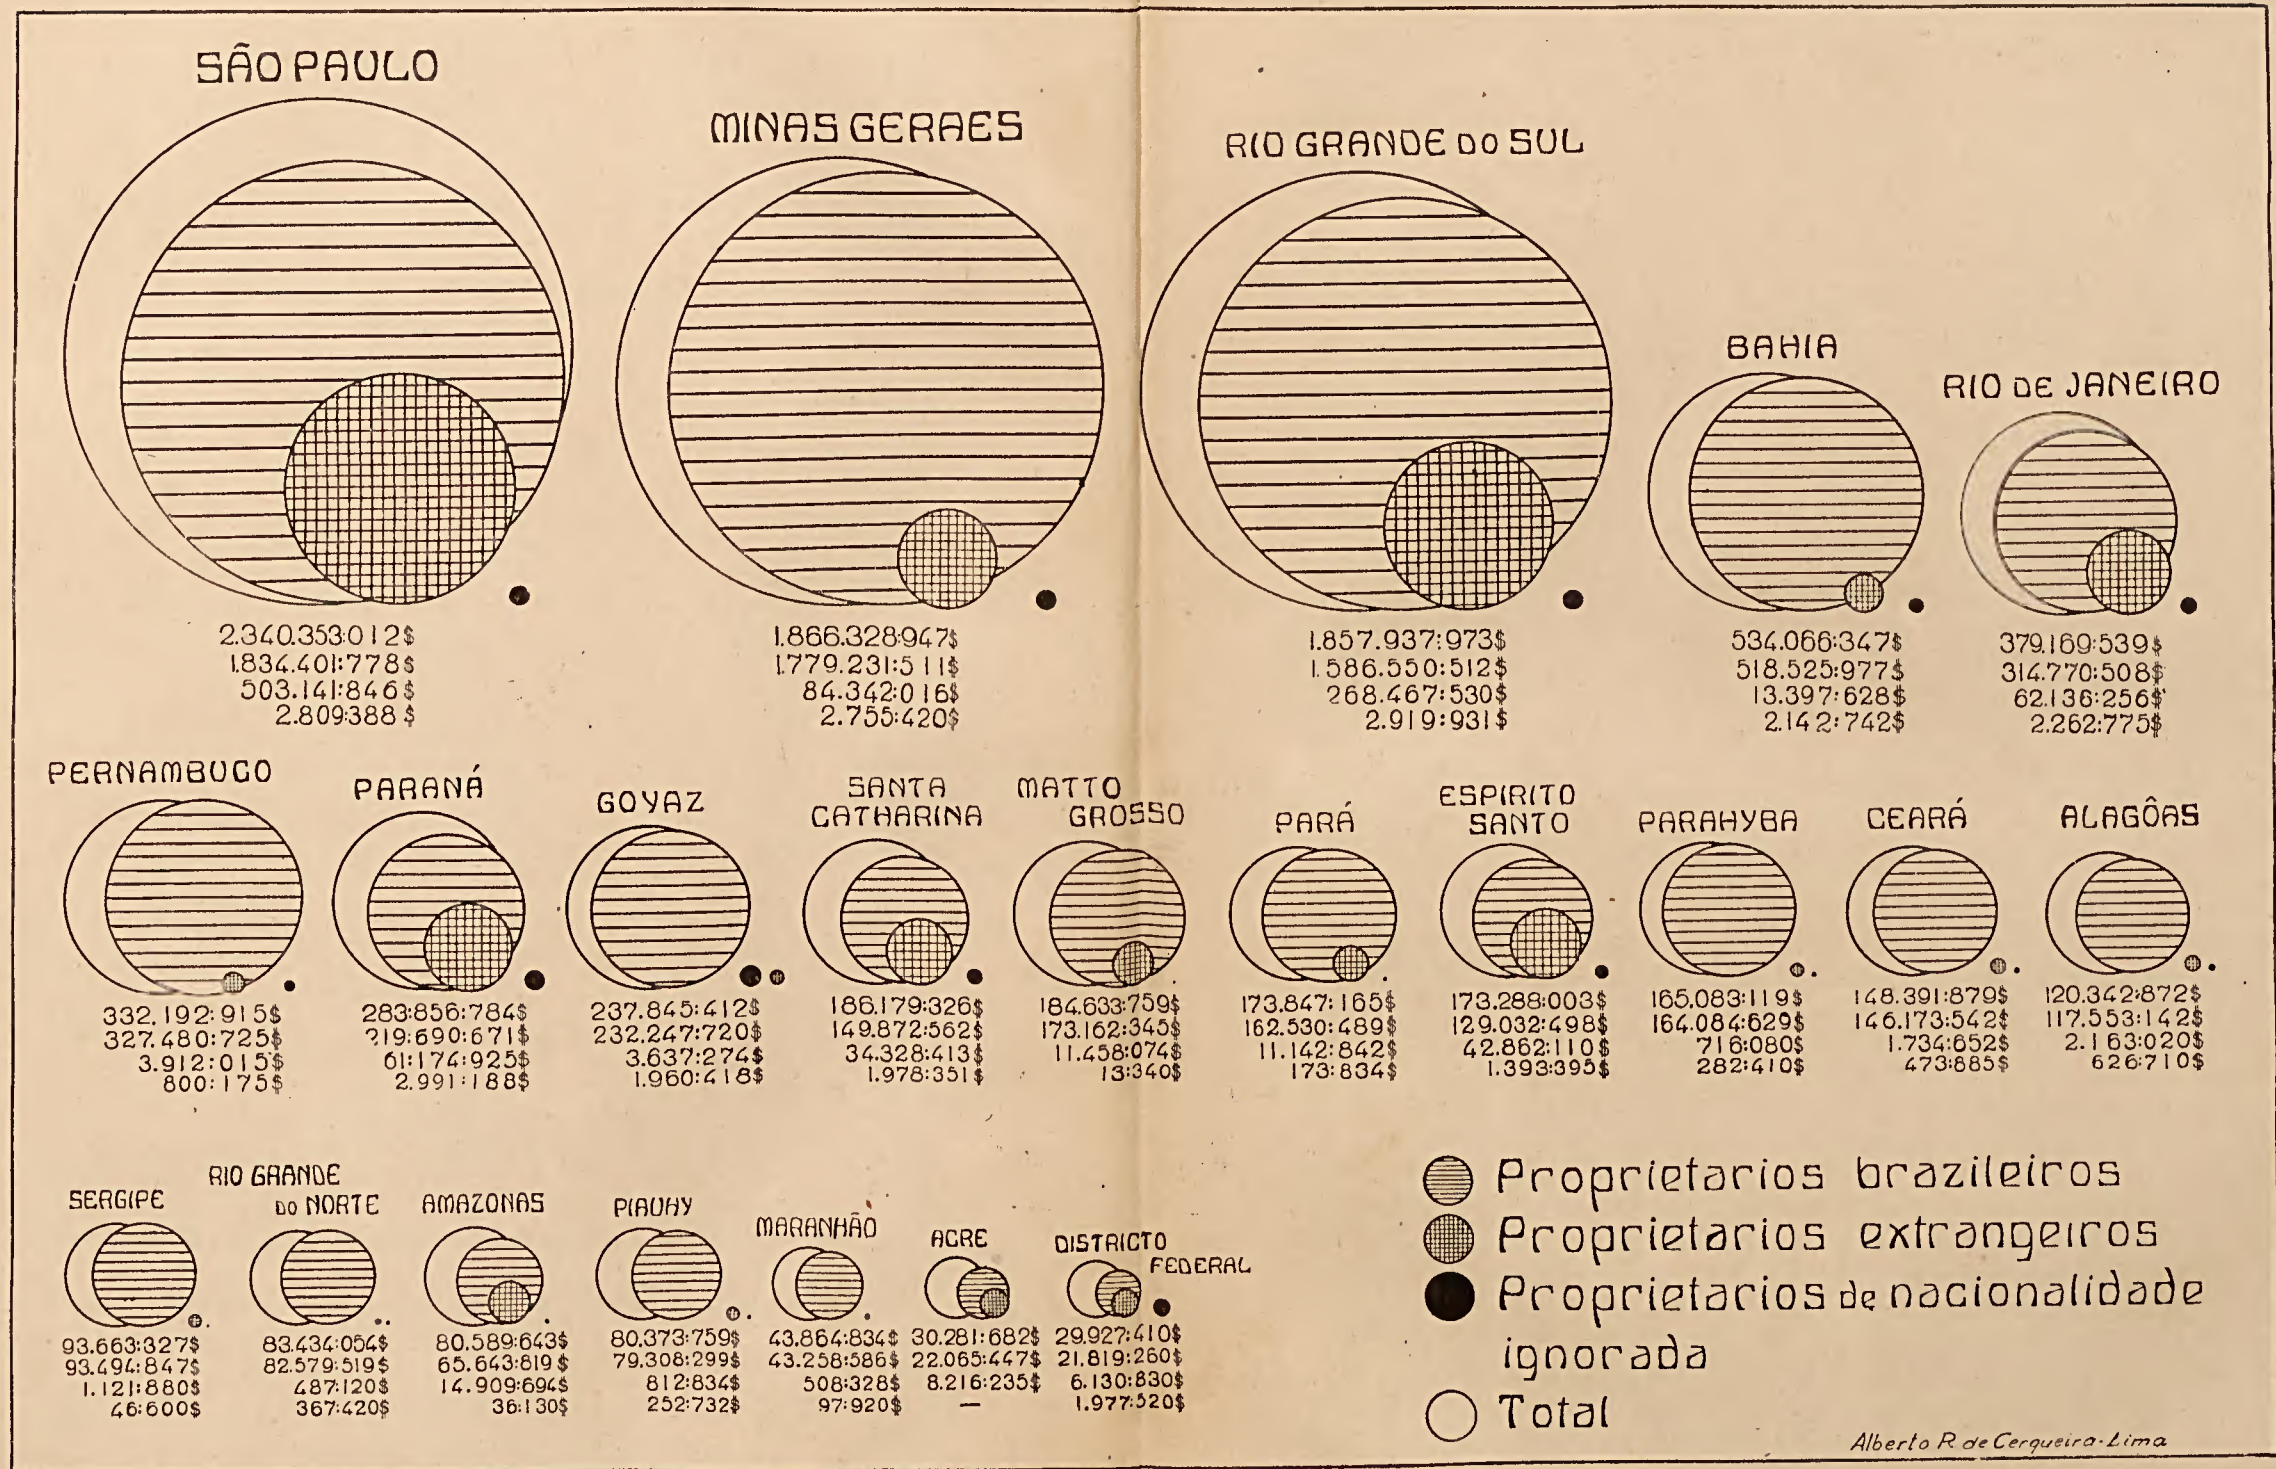 SÃO PAULO
2.340.353:012$
1.834.401:778$
503.141:846$
2.809:388$
MINAS GERAES
1.866.328:947$
1.779.231:511$
84.342:016$
2.755:420$
RIO GRANDE DO SUL
1.857.937:973$
1.586.550:512$
268.467:530$
2.919:931$
BAHIA
534.066:347$
518.525:977$
13.397:628$
2.142:742$
RIO DE JANEIRO
379.169:539$
314.770:508$
62.136:256$
2.262:775$
PERNAMBUCO
332.192:915$
327.480:725$
3.912:015$
800:175$
PARANÁ
283:856:784$
219:690:671$
61:174:925$
2.991:188$
GOYAZ
237.845:412$
232.247:720$
3.637:274$
1.960:418$
SANTA
CATHARINA
186.179:326$
149.872:562$
34.328:413$
1.978:351$
MATTO
GROSSO
184.633:759$
173.162:345$
11.458:074$
13:340$
PARÁ
173.847:165$
162.530:489$
11.142:842$
173:834$
ESPIRITO
SANTO
173.288:003$
129.032:498$
42.862:110$
1.393:395$
PARAHYBA
165.083:119$
164.084:629$
716:080$
282:410$
CEARÁ
148.391:879$
146.173:542$
1.734:652$
473:885$
ALAGÔAS
120.342:872$
117.553:142$
2.163:020$
626:710$
SERGIPE
93.663:327$
93.494:847$
1.121:880$
46:600$
RIO GRANDE
DO NORTE
83.434:054$
82.579:519$
487:120$
367:420$
AMAZONAS
80.589:643$
65.643:819$
14.909:694$
36:130$
PIAUHY
80.373:759$
79.308:299$
812:834$
252:732$
MARANHÃO
43.864:834$
43.258:586$
508:328$
97:920$
ACRE
30.281:682$
22.065:447$
8.216:235$
—
DISTRICTO
FEDERAL
29.927:410$
21.819:260$
6.130:830$
1.977:520$
Proprietarios brazileiros
Proprietarios extrangeiros
Proprietarios de nacionalidade
ignorada
Total
Alberto R. de Cerqueira-Lima